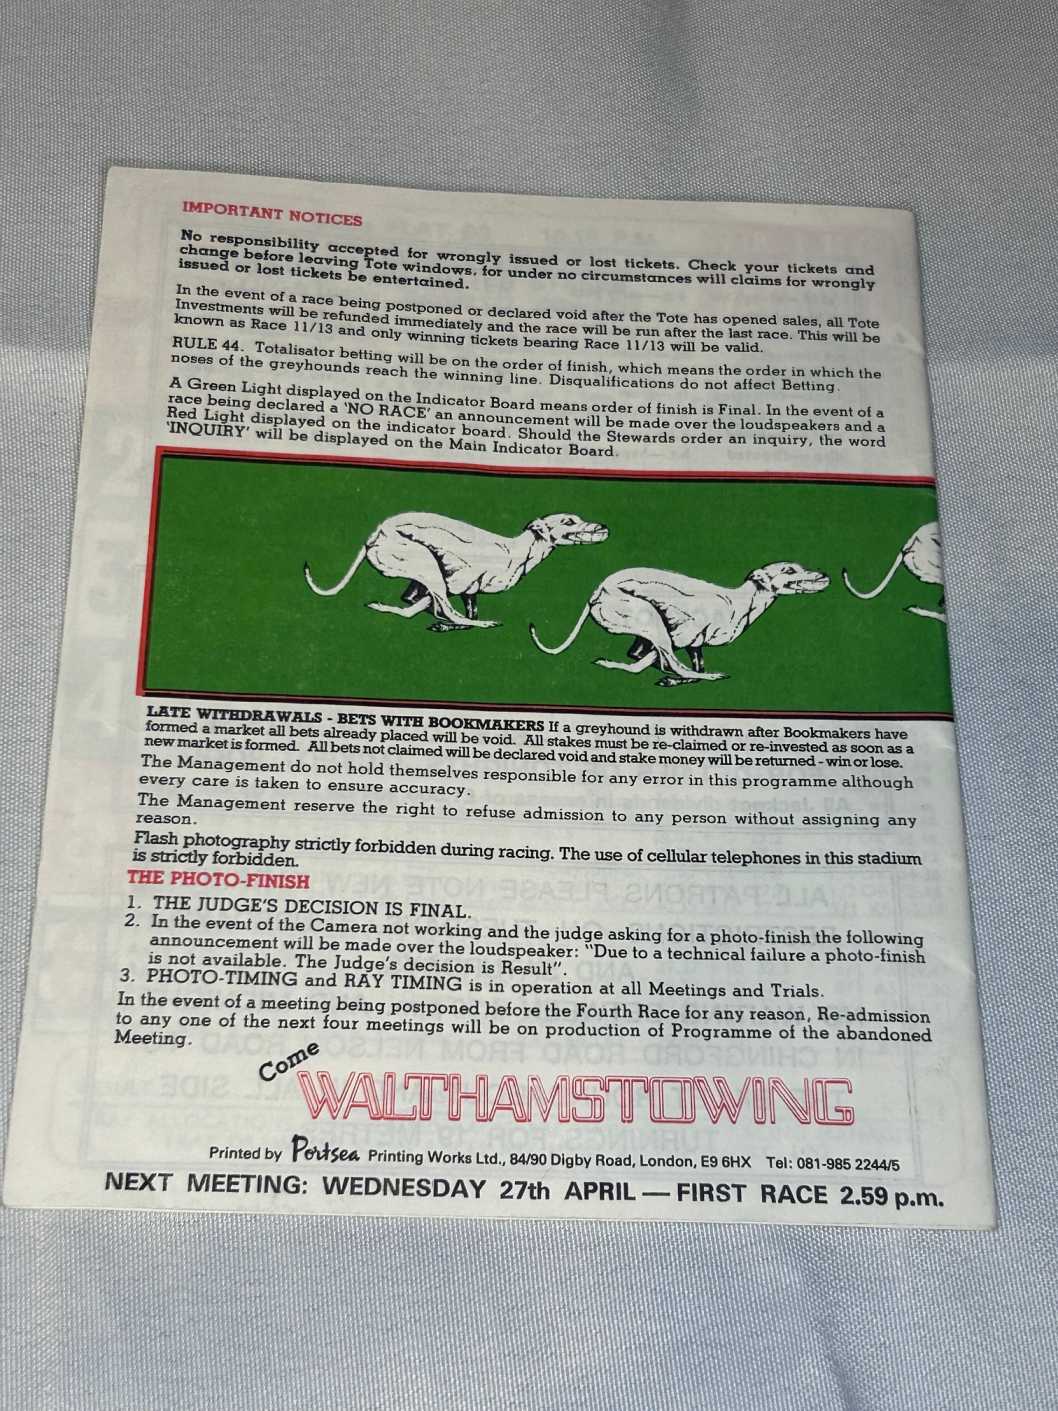 IMPORTANT NOTICES
No responsibility accepted for wrongly issued or lost tickets. Check your tickets and
change before leaving Tote windows, for under no circumstances will claims for wrongly
issued or lost tickets be entertained.
In the event of a race being postponed or declared void after the Tote has opened sales, all Tote
Investments will be refunded immediately and the race will be run after the last race. This will be
known as Race 11/13 and only winning tickets bearing Race 11/13 will be valid.
RULE 44. Totalisator betting will be on the order of finish, which means the order in which the
noses of the greyhounds reach the winning line. Disqualifications do not affect Betting.
A Green Light displayed on the Indicator Board means order of finish is Final. In the event of a
race being declared a 'NO RACE' an announcement will be made over the loudspeakers and a
Red Light displayed on the indicator board. Should the Stewards order an inquiry, the word
'INQUIRY' will be displayed on the Main Indicator Board.
LATE WITHDRAWALS - BETS WITH BOOKMAKERS If a greyhound is withdrawn after Bookmakers have
formed a market all bets already placed will be void. All stakes must be re-claimed or re-invested as soon as a
new market is formed. All bets not claimed will be declared void and stake money will be returned - win or lose.
The Management do not hold themselves responsible for any error in this programme although
every care is taken to ensure accuracy.
The Management reserve the right to refuse admission to any person without assigning any
reason.
Flash photography strictly forbidden during racing. The use of cellular telephones in this stadium
is strictly forbidden.
THE PHOTO-FINISH
1. THE JUDGE'S DECISION IS FINAL.
2. In the event of the Camera not working and the judge asking for a photo-finish the following
announcement will be made over the loudspeaker: "Due to a technical failure a photo-finish
is not available. The Judge's decision is Result".
3. PHOTO-TIMING and RAY TIMING is in operation at all Meetings and Trials.
In the event of a meeting being postponed before the Fourth Race for any reason, Re-admission
to any one of the next four meetings will be on production of Programme of the abandoned
Meeting.
Come
WALTHAMSTOWING
Printed by Portsea Printing Works Ltd., 84/90 Digby Road, London, E9 6HX Tel: 081-985 2244/5
NEXT MEETING: WEDNESDAY 27th APRIL — FIRST RACE 2.59 p.m.